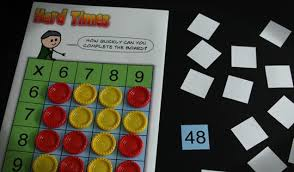 Hard Times
HOW QUICKLY CAN YOU
COMPLETE THE BOARD?
X 6 7 8 9
6
7
8
9
48